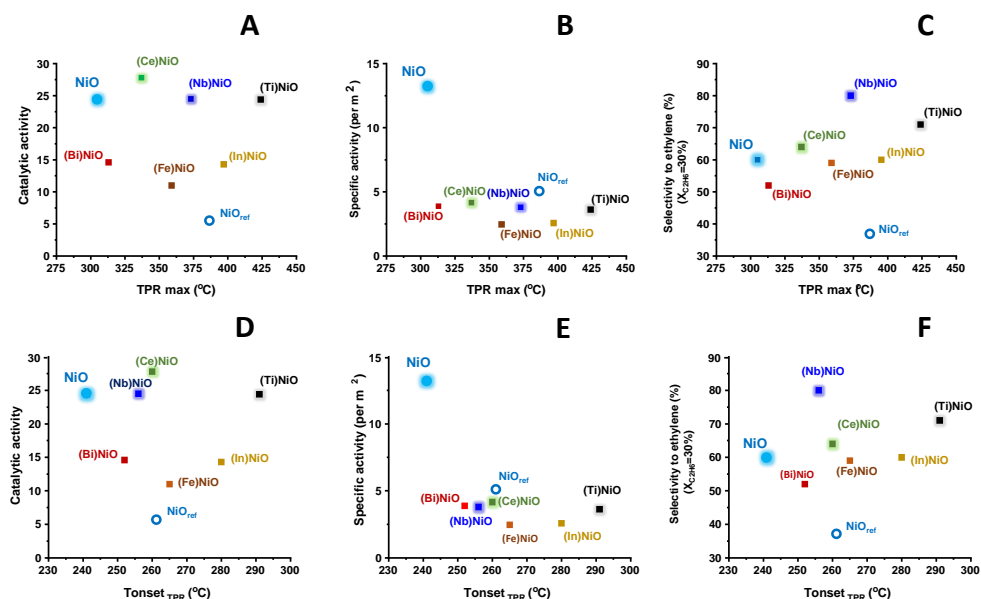 A
Catalytic activity
30
25
20
15
10
5
0
275 300 325 350 375 400 425 450
TPR max (°C)
NiO
(Ce)NiO
(Nb)NiO
(Ti)NiO
(Bi)NiO
(Fe)NiO
(In)NiO
NiOref
B
Specific activity (per m 2)
15
10
5
0
275 300 325 350 375 400 425 450
TPR max (°C)
NiO
(Bi)NiO
(Ce)NiO
(Nb)NiO
NiOref
(Ti)NiO
(Fe)NiO
(In)NiO
C
Selectivity to ethylene (%)
(XC2H6=30%)
90
80
70
60
50
40
30
275 300 325 350 375 400 425 450
TPR max (°C)
(Nb)NiO
(Ti)NiO
NiO
(Ce)NiO
(In)NiO
(Fe)NiO
(Bi)NiO
NiOref
D
Catalytic activity
30
25
20
15
10
5
0
230 240 250 260 270 280 290 300
Tonset TPR (°C)
(Ce)NiO
NiO
(Nb)NiO
(Ti)NiO
(Bi)NiO
(In)NiO
(Fe)NiO
NiOref
E
Specific activity (per m 2)
15
10
5
0
230 240 250 260 270 280 290 300
Tonset TPR (°C)
NiO
NiOref
(Bi)NiO
(Ce)NiO
(Ti)NiO
(Nb)NiO
(Fe)NiO
(In)NiO
F
Selectivity to ethylene (%)
(XC2H6=30%)
90
80
70
60
50
40
30
230 240 250 260 270 280 290 300
Tonset TPR (°C)
(Nb)NiO
(Ti)NiO
(Ce)NiO
NiO
(Bi)NiO
(Fe)NiO
(In)NiO
NiOref